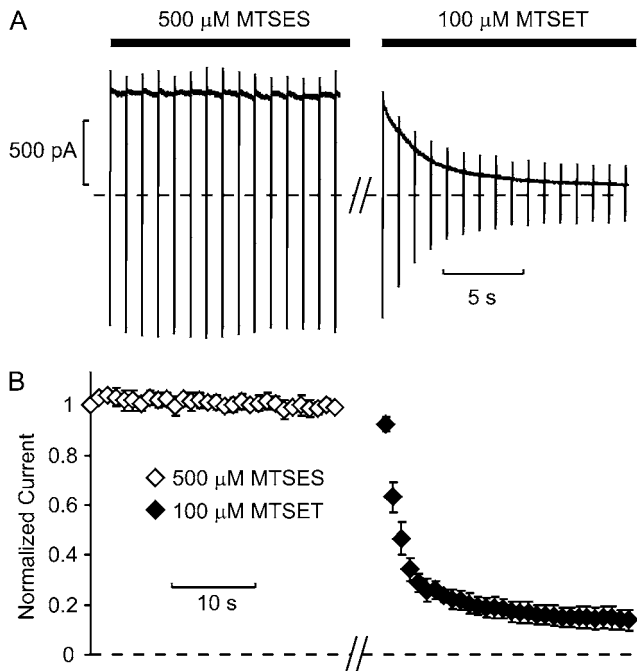 A
500 μM MTSES
100 μM MTSET
500 pA
//
5 s
B
Normalized Current
1
0.8
0.6
0.4
0.2
0
500 μM MTSES
100 μM MTSET
10 s
//